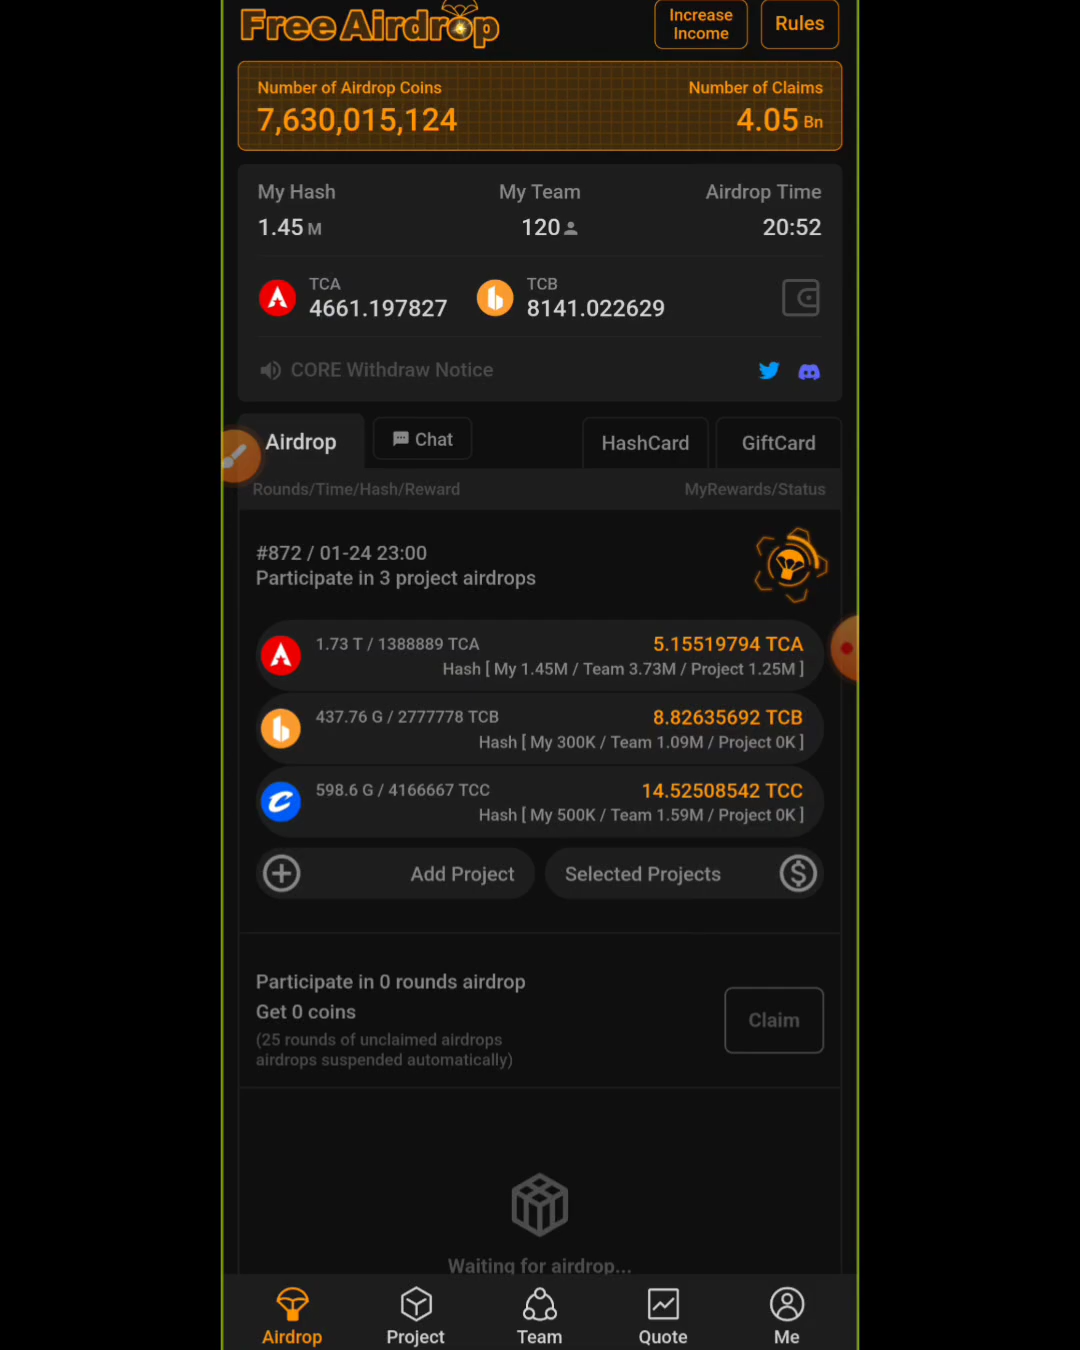 Free Airdrop
Increase
Income
Rules
Number of Airdrop Coins
Number of Claims
7,630,015,124
4.05 Bn
My Hash
My Team
Airdrop Time
1.45 M
120
20:52
TCA
4661.197827
TCB
8141.022629
CORE Withdraw Notice
Airdrop
Chat
HashCard
GiftCard
Rounds/Time/Hash/Reward
MyRewards/Status
#872 / 01-24 23:00
Participate in 3 project airdrops
1.73 T / 1388889 TCA
5.15519794 TCA
Hash [ My 1.45M / Team 3.73M / Project 1.25M ]
437.76 G / 2777778 TCB
8.82635692 TCB
Hash [ My 300K / Team 1.09M / Project 0K ]
598.6 G / 4166667 TCC
14.52508542 TCC
Hash [ My 500K / Team 1.59M / Project 0K ]
Add Project
Selected Projects
Participate in 0 rounds airdrop
Get 0 coins
(25 rounds of unclaimed airdrops
airdrops suspended automatically)
Claim
Waiting for airdrop...
Airdrop
Project
Team
Quote
Me